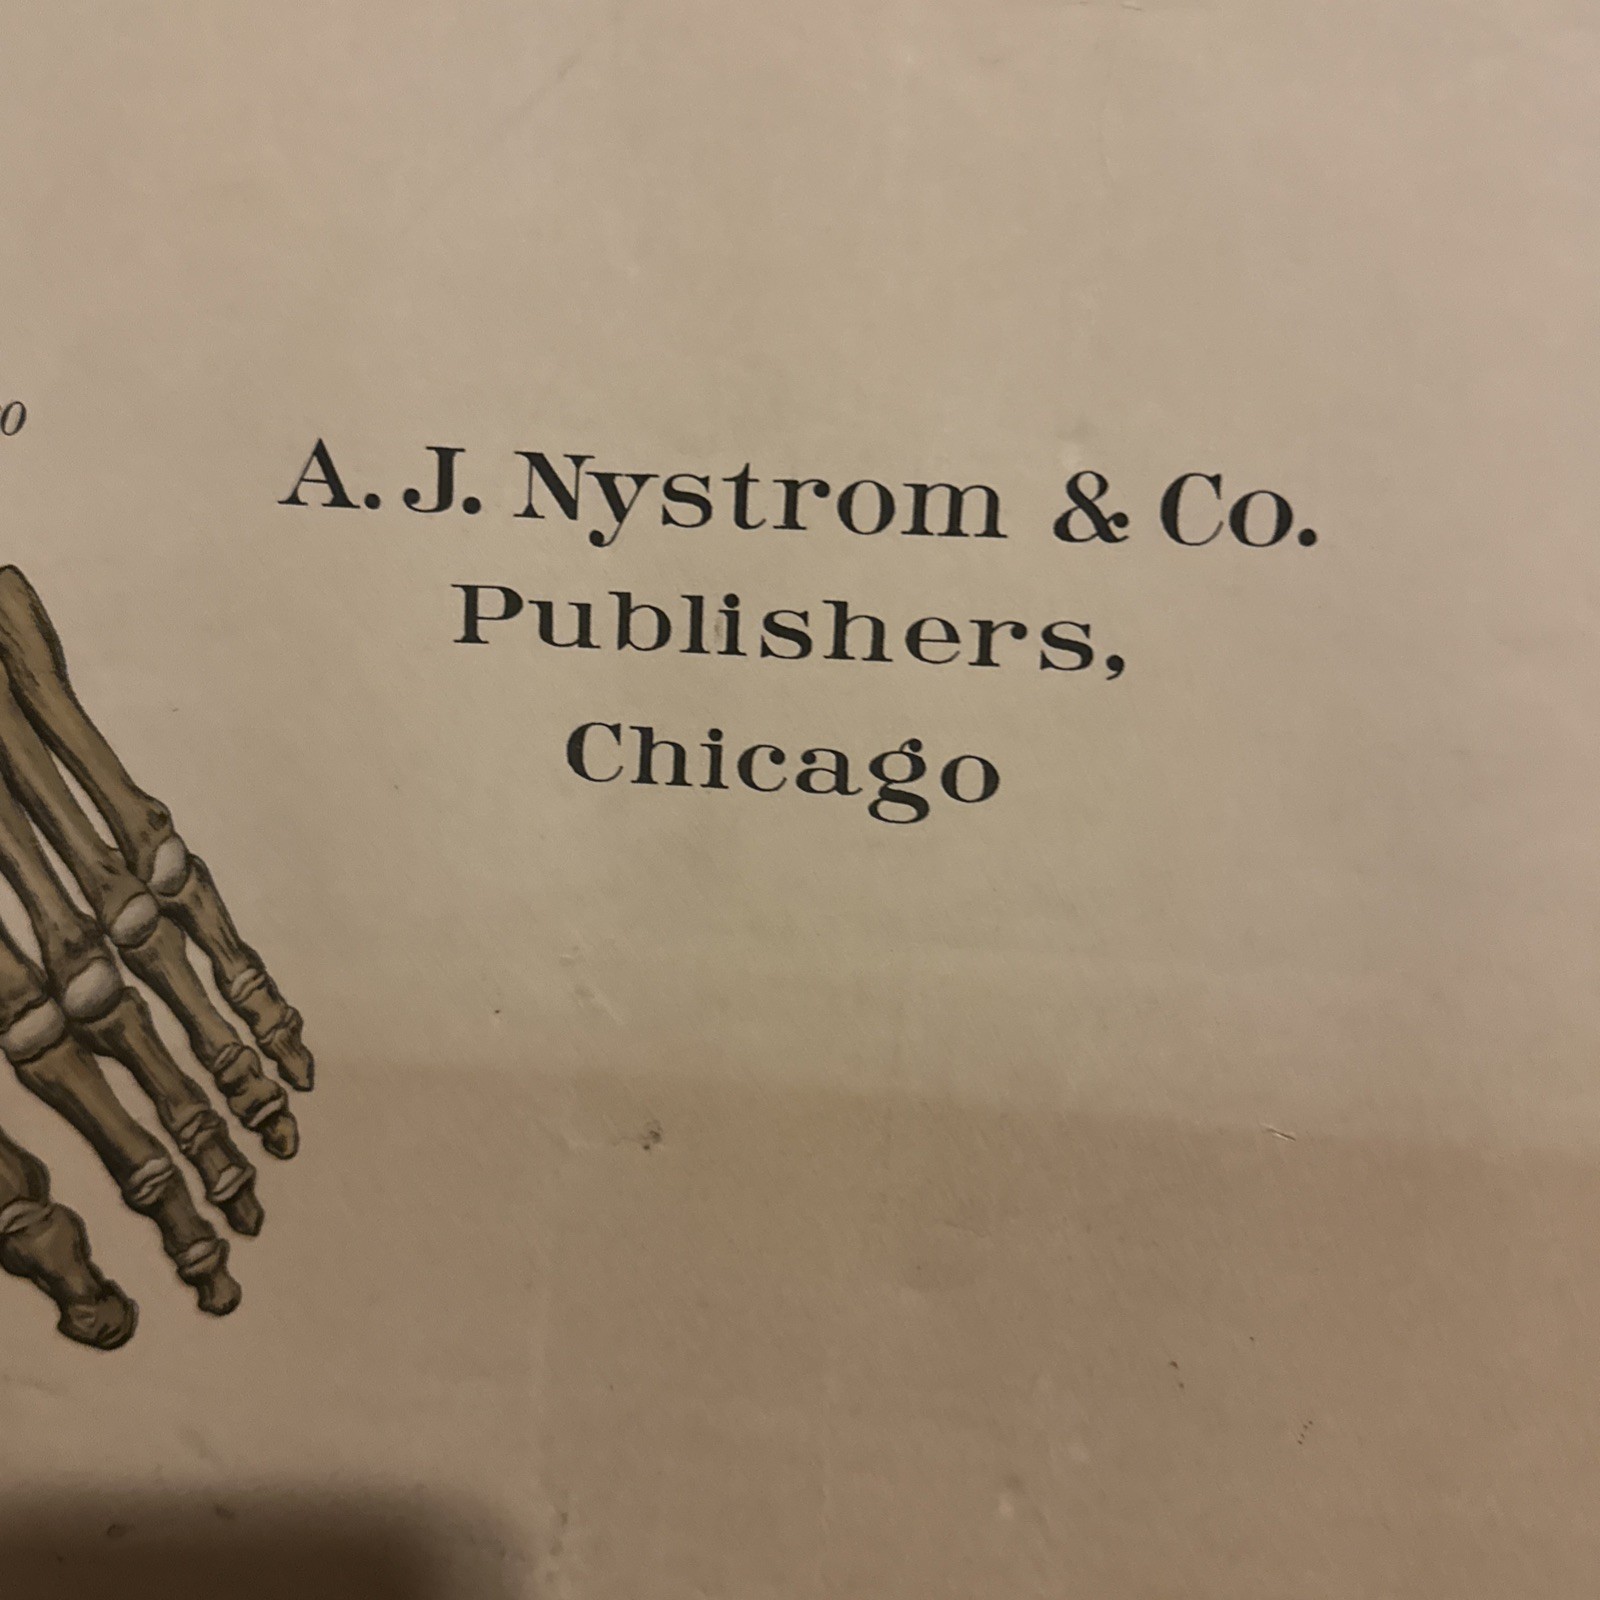 A. J. Nystrom & Co.
Publishers,
Chicago